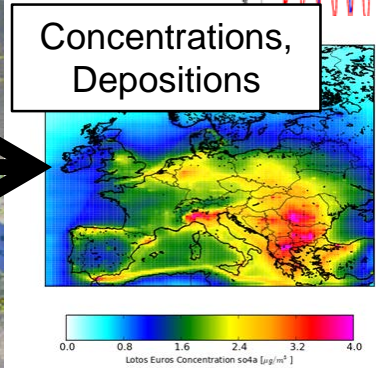 Concentrations,
Depositions
0.0 0.8 1.6 2.4 3.2 4.0
Lotos Euros Concentration so4a [μg/m³]